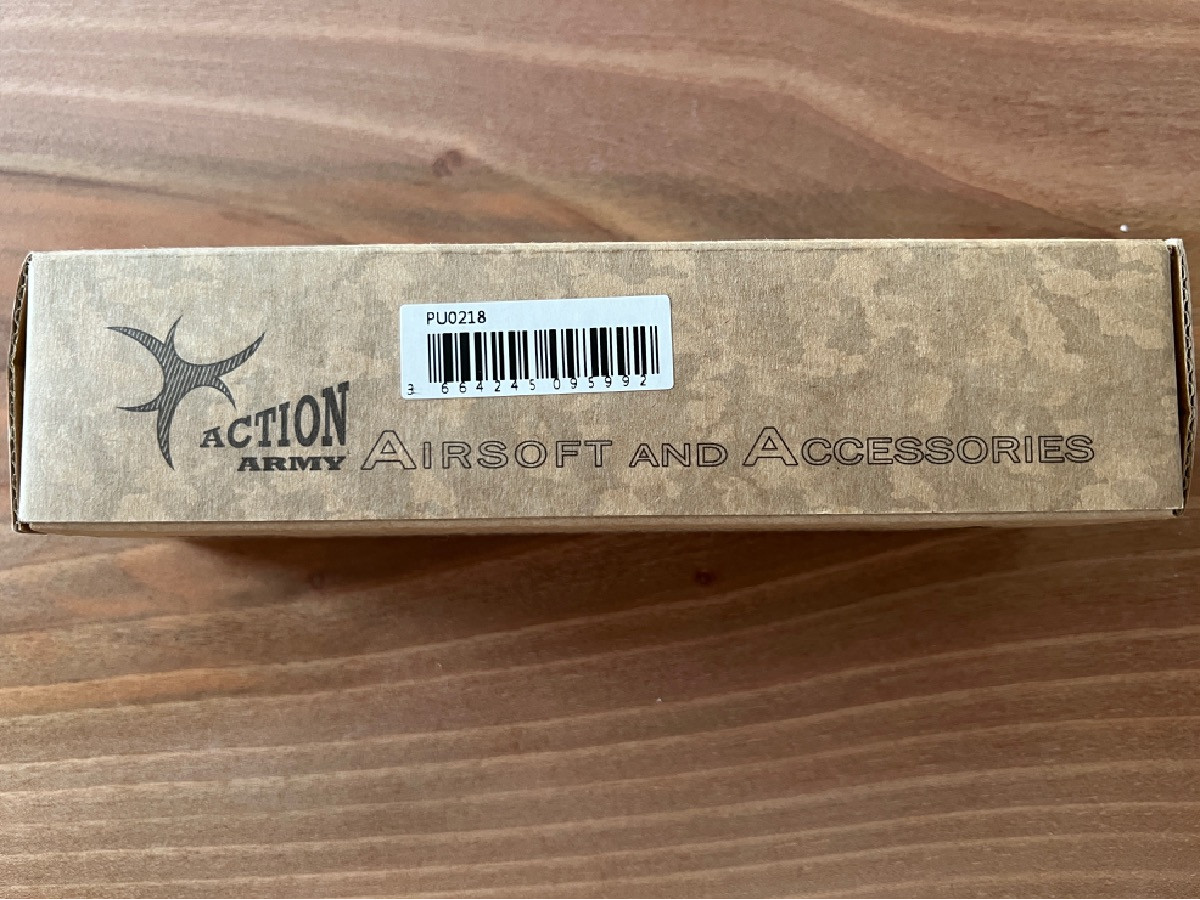 PU0218
3 664245 095992
ACTION
ARMY
AIRSOFT AND ACCESSORIES